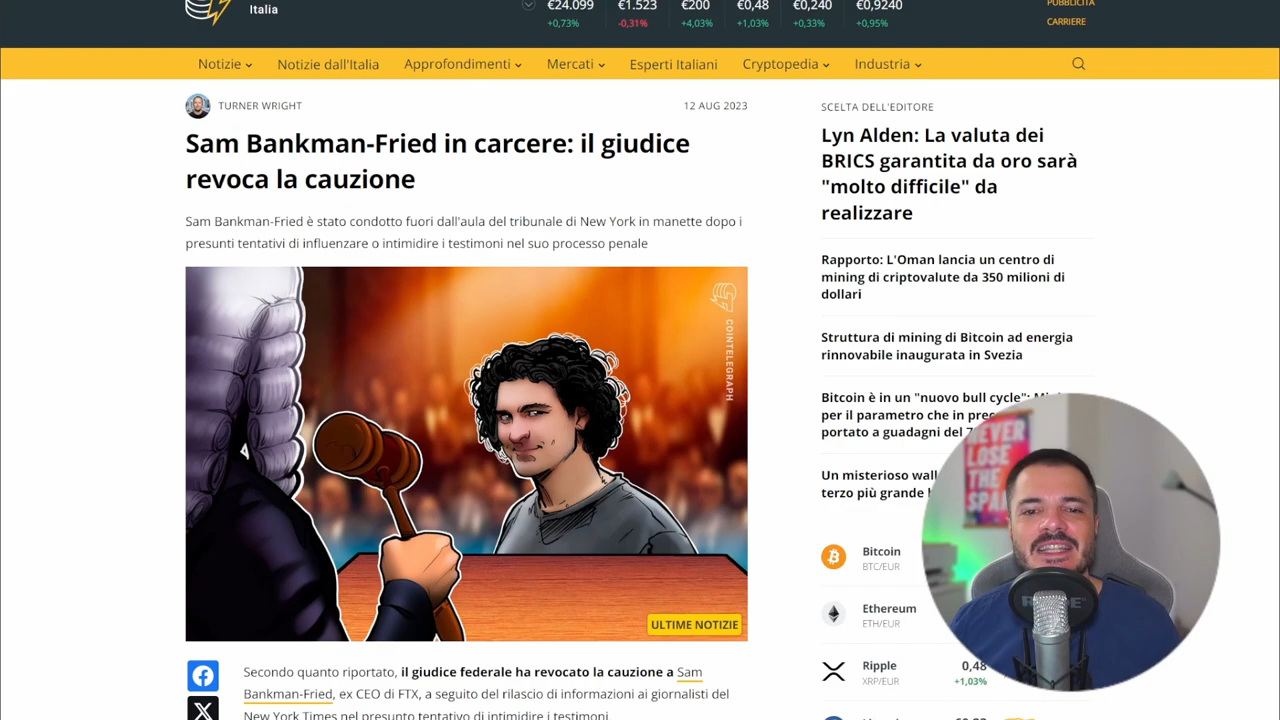 Italia
€24.099
€1.523
€200
€0,48
€0,240
€0,9240
+0,73%
-0,31%
+4,03%
+1,03%
+0,33%
+0,95%
PUBBLICITÀ
CARRIERE
Notizie
Notizie dall'Italia
Approfondimenti
Mercati
Esperti Italiani
Cryptopedia
Industria
TURNER WRIGHT
12 AUG 2023
Sam Bankman-Fried in carcere: il giudice
revoca la cauzione
Sam Bankman-Fried è stato condotto fuori dall'aula del tribunale di New York in manette dopo i
presunti tentativi di influenzare o intimidire i testimoni nel suo processo penale
COINTELEGRAPH
ULTIME NOTIZIE
Secondo quanto riportato, il giudice federale ha revocato la cauzione a Sam
Bankman-Fried, ex CEO di FTX, a seguito del rilascio di informazioni ai giornalisti del
New York Times nel presunto tentativo di intimidire i testimoni.
SCELTA DELL'EDITORE
Lyn Alden: La valuta dei
BRICS garantita da oro sarà
"molto difficile" da
realizzare
Rapporto: L'Oman lancia un centro di
mining di criptovalute da 350 milioni di
dollari
Struttura di mining di Bitcoin ad energia
rinnovabile inaugurata in Svezia
Bitcoin è in un "nuovo bull cycle":
per il parametro che in
portato a guadagni del
Un misterioso
terzo più grande
Bitcoin
BTC/EUR
Ethereum
ETH/EUR
Ripple
XRP/EUR
0,48
+1,03%
NEVER
LOSE
THE
RODE